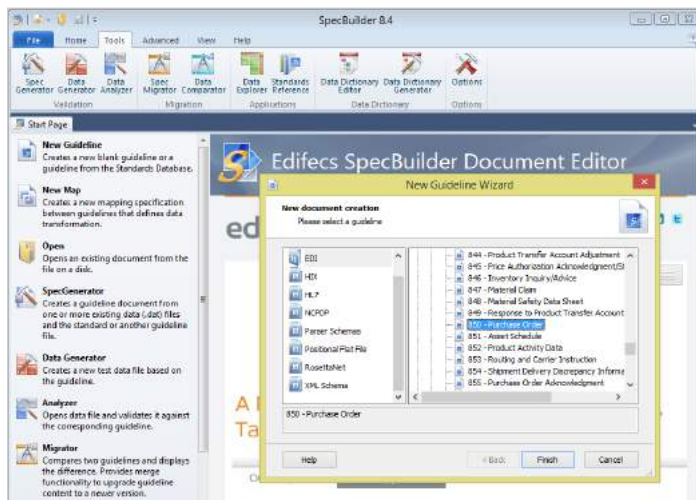 SpecBuilder 8.4
File Home Tools Advanced View Help
Spec Generator
Data Generator
Data Analyzer
Spec Migrator
Data Comparator
Data Explorer
Standards Reference
Data Dictionary Editor
Data Dictionary Generator
Options
Validation
Migration
Applications
Data Dictionary
Options
Start Page
New Guideline
Creates a new blank guideline or a
guideline from the Standards Database.
New Map
Creates a new mapping specification
between guidelines that defines data
transformation.
Open
Opens an existing document from the
file on a disk.
SpecGenerator
Creates a guideline document from
one or more existing data (.dat) files
and the standard or another guideline
file.
Data Generator
Creates a new test data file based on
the guideline.
Analyzer
Opens data file and validates it against
the corresponding guideline.
Migrator
Compares two guidelines and displays
the difference. Provides merge
functionality to upgrade guideline
content to a newer version.
Edifecs SpecBuilder Document Editor
ed
A
Ta
New Guideline Wizard
New document creation
Please select a guideline
EDI
HIX
HL7
NCPDP
Parser Schemas
Positional Flat File
RosettaNet
XML Schema
844 - Product Transfer Account Adjustment
845 - Price Authorization Acknowledgment/St
846 - Inventory Inquiry/Advice
847 - Material Claim
848 - Material Safety Data Sheet
849 - Response to Product Transfer Account
850 - Purchase Order
851 - Asset Schedule
852 - Product Activity Data
853 - Routing and Carrier Instruction
854 - Shipment Delivery Discrepancy Informa
855 - Purchase Order Acknowledgment
850 - Purchase Order
Help
< Back
Finish
Cancel